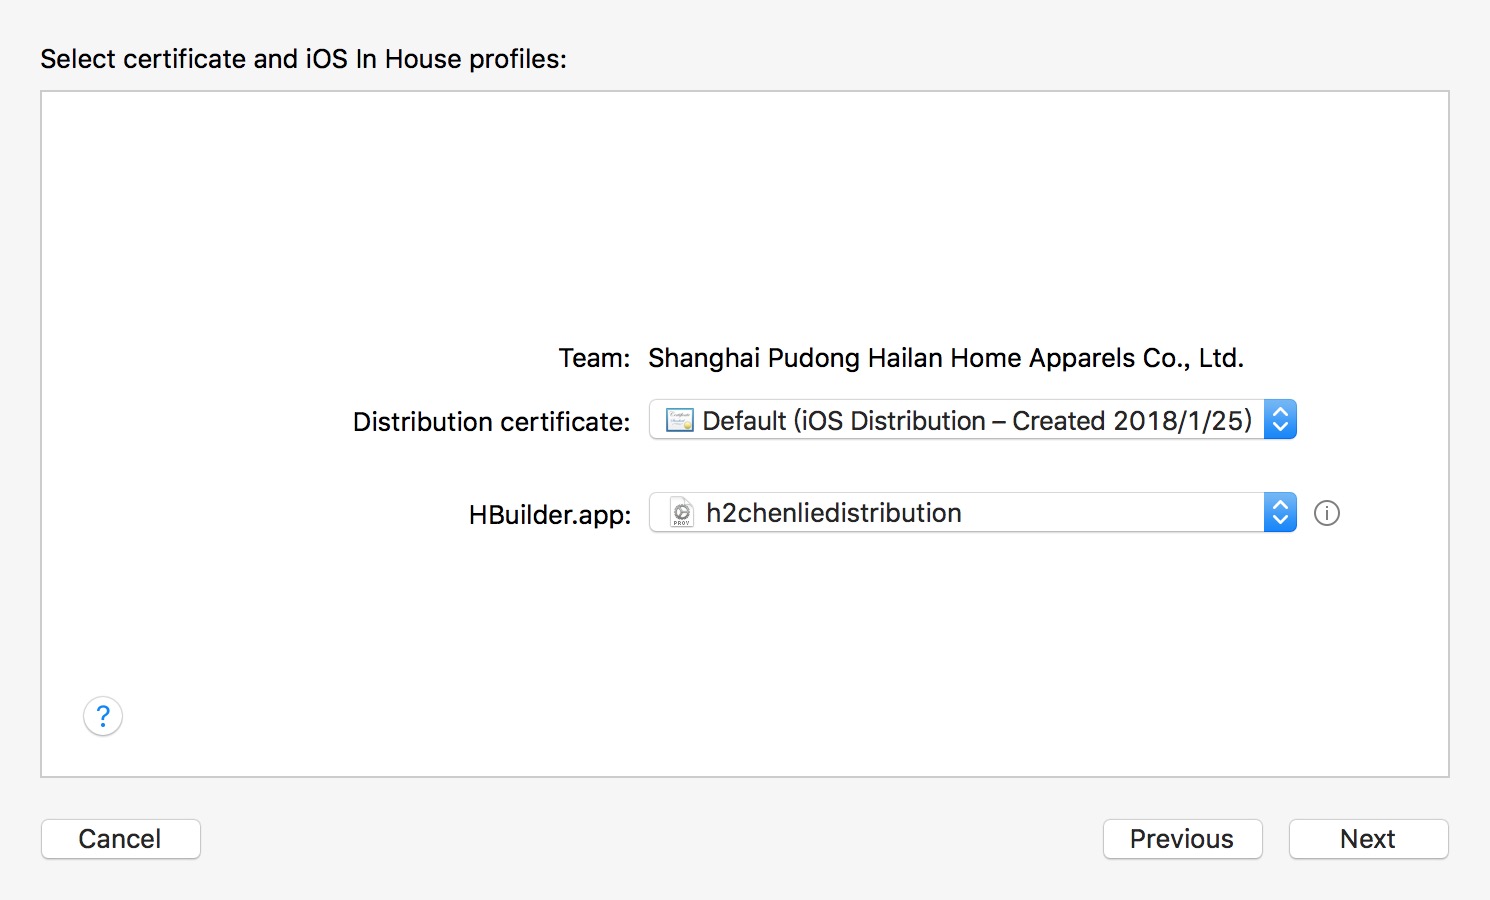 Select certificate and iOS In House profiles:
Team: Shanghai Pudong Hailan Home Apparels Co., Ltd.
Distribution certificate: Default (iOS Distribution – Created 2018/1/25)
HBuilder.app: PROV h2chenliedistribution
?
Cancel Previous Next